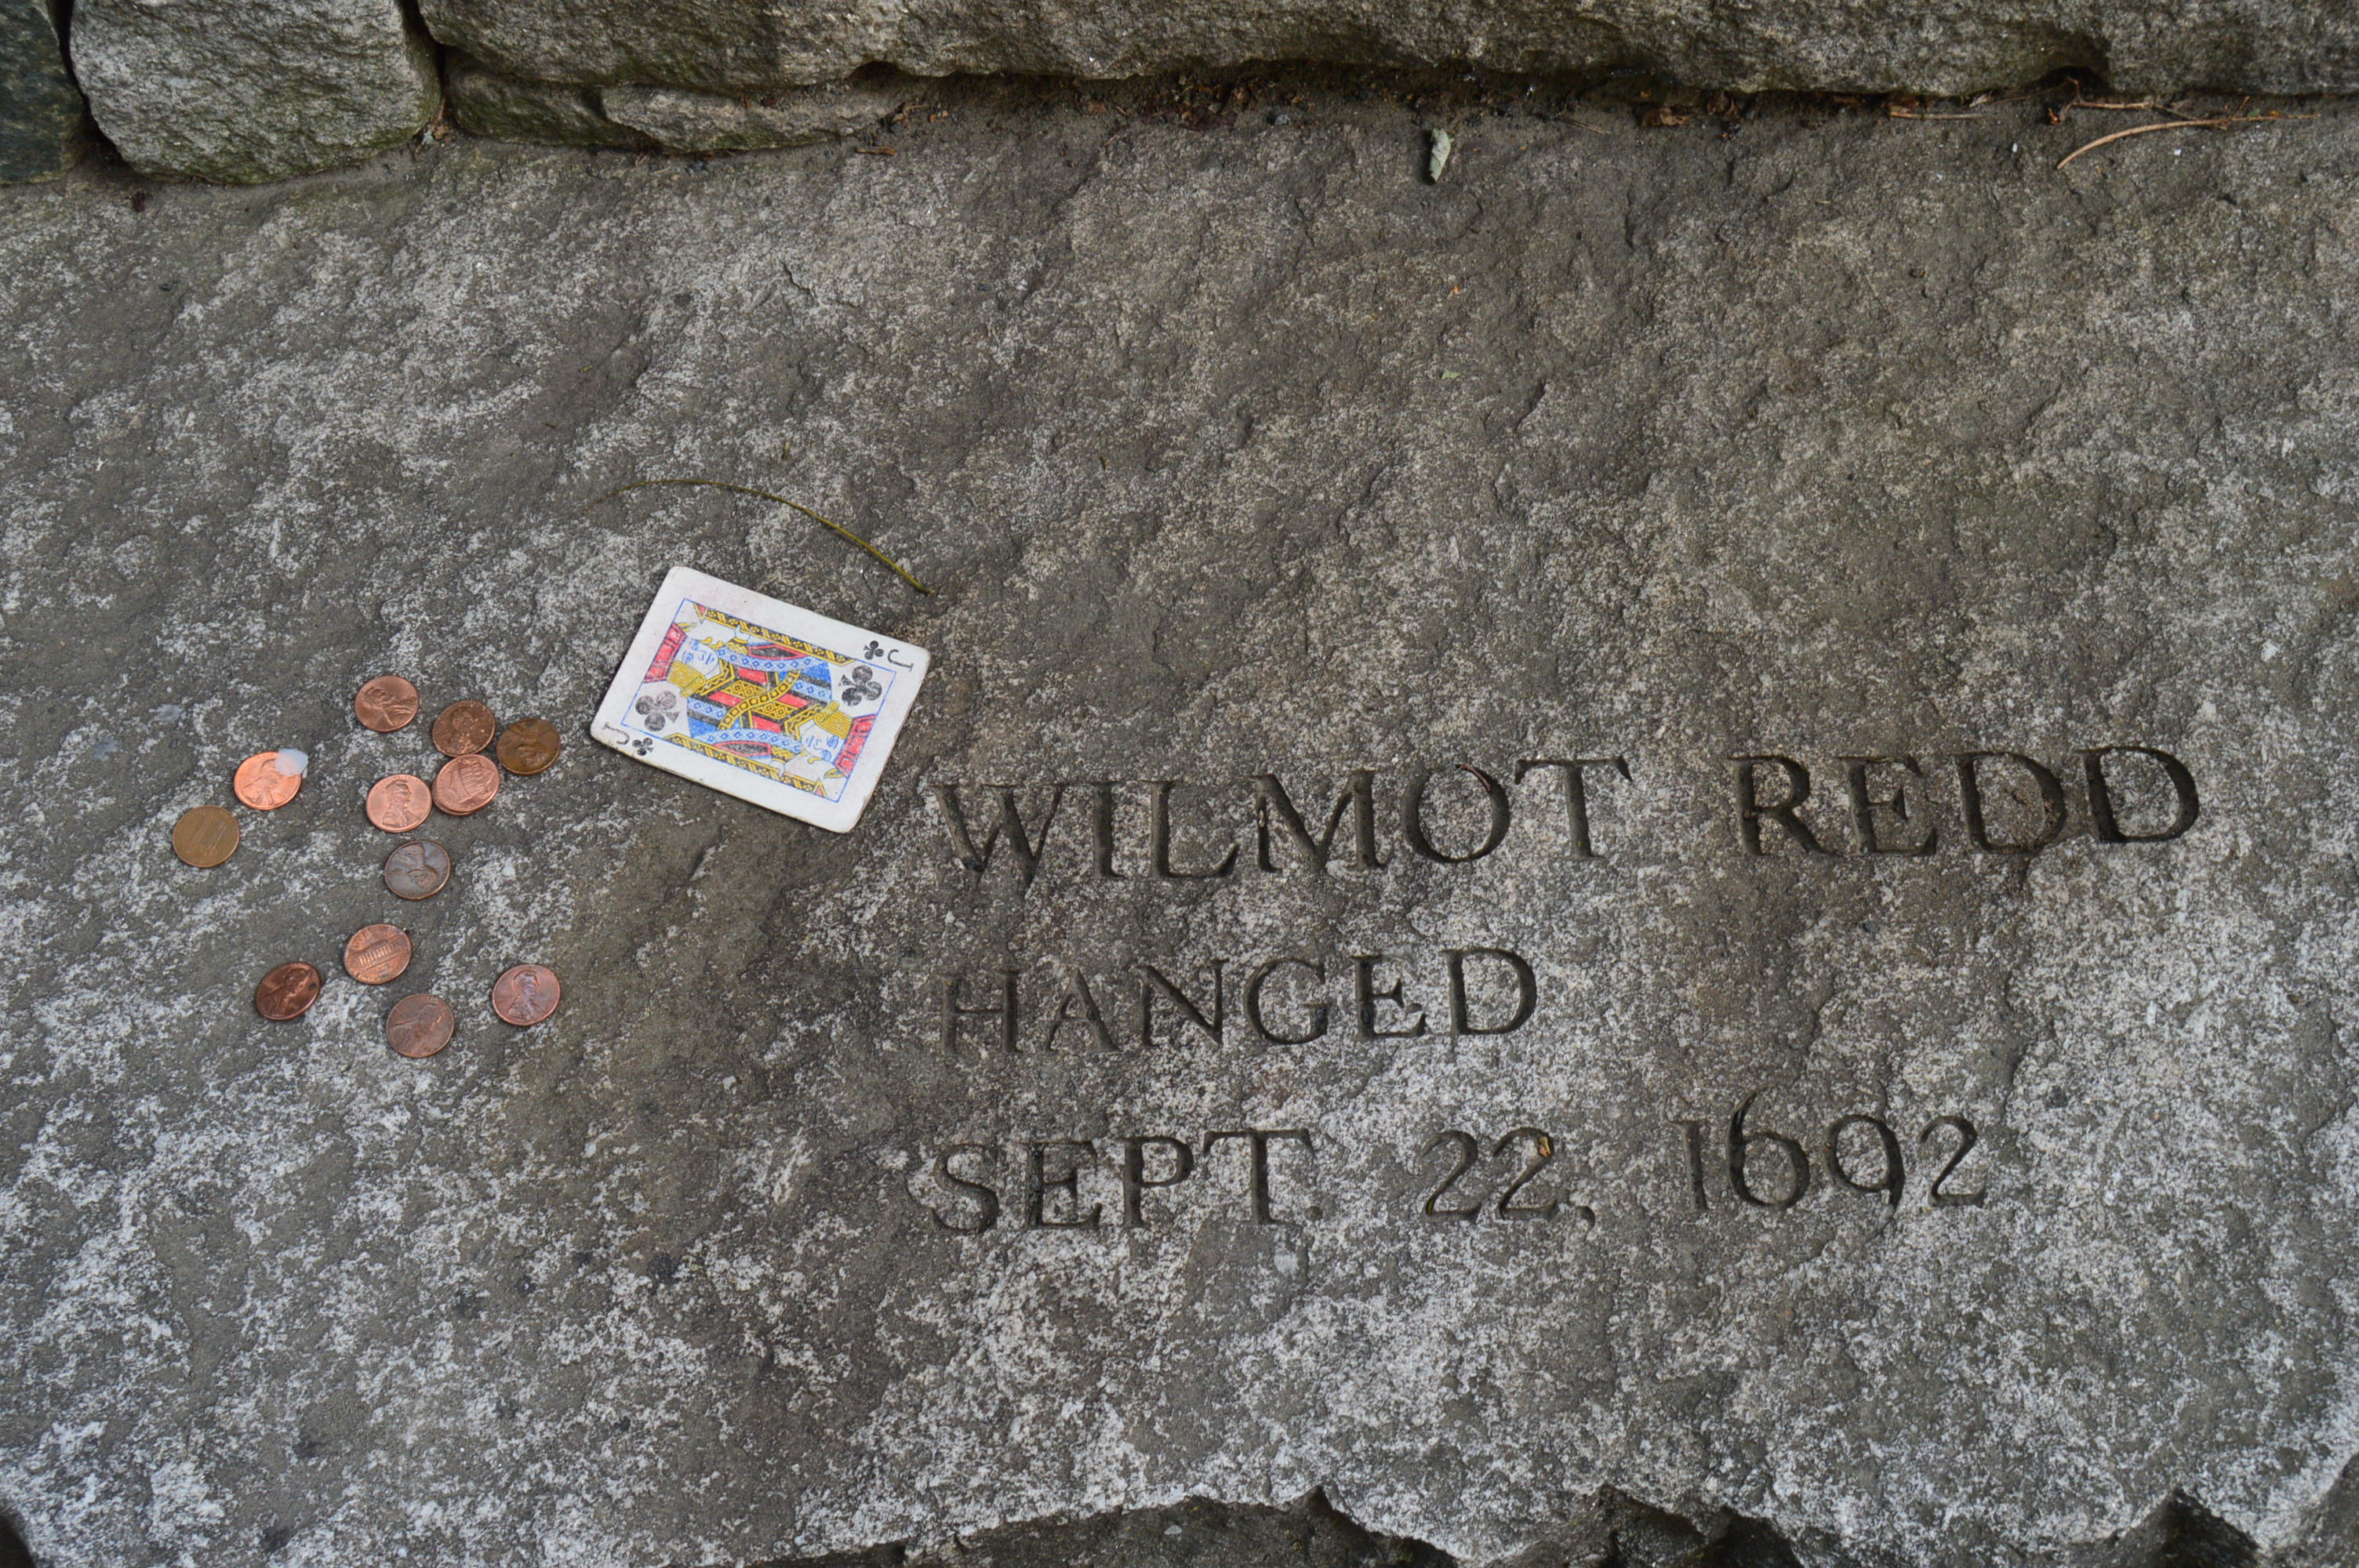 J
J
WILMOT REDD
HANGED
SEPT. 22, 1692